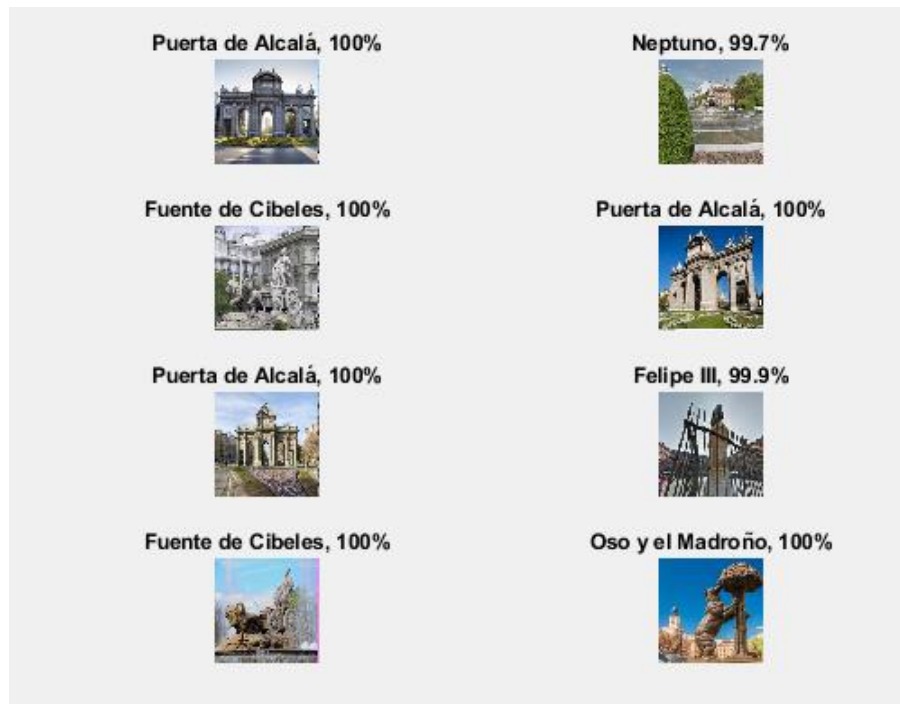 Puerta de Alcalá, 100%
Neptuno, 99.7%
Fuente de Cibeles, 100%
Puerta de Alcalá, 100%
Puerta de Alcalá, 100%
Felipe III, 99.9%
Fuente de Cibeles, 100%
Oso y el Madroño, 100%